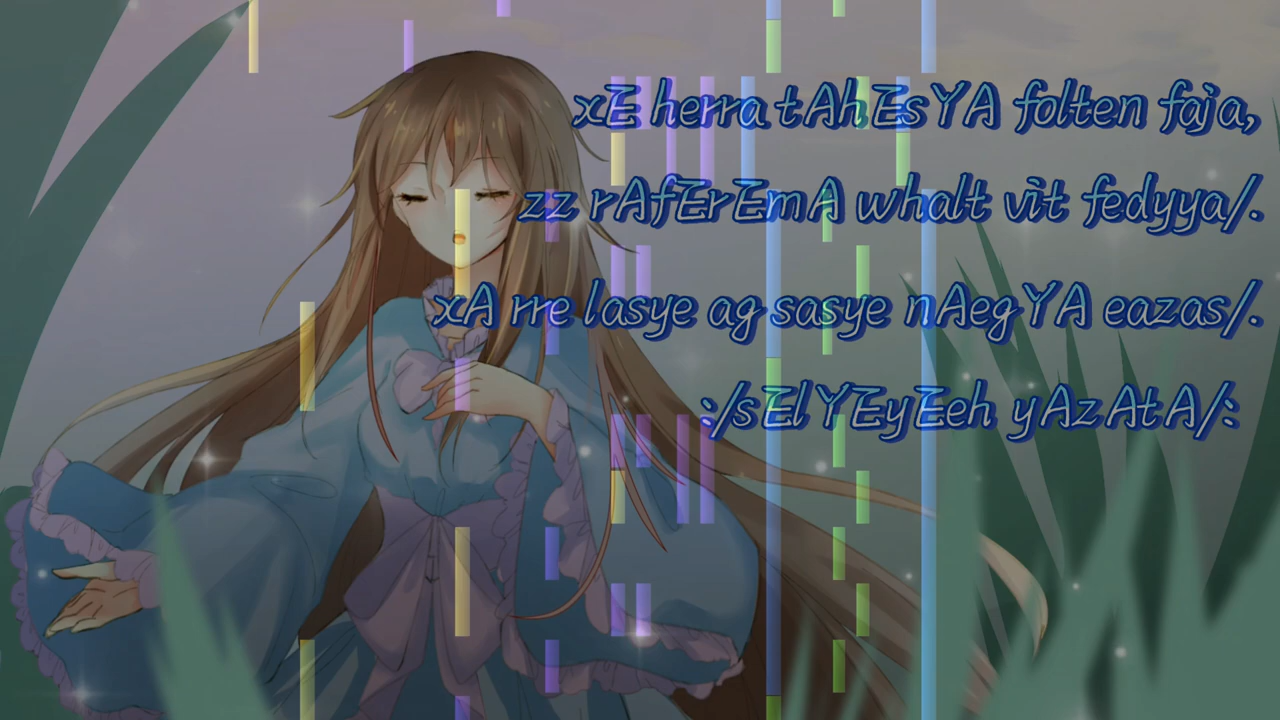 xE herra tAhEsYA folten faja,
zz rAfErEmA whalt vit fedyya/.
xA rre lasye ag sasye nAegYA eazas/.
:/sElYEyEeh yAzAtA/: